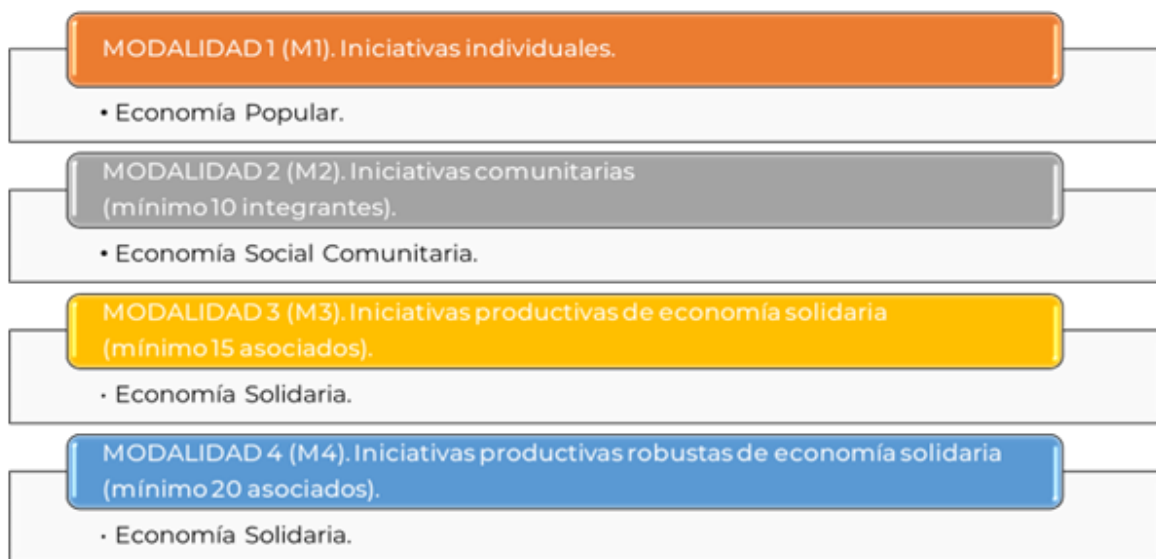 MODALIDAD 1 (M1). Iniciativas individuales.
• Economía Popular.
MODALIDAD 2 (M2). Iniciativas comunitarias
(mínimo 10 integrantes).
• Economía Social Comunitaria.
MODALIDAD 3 (M3). Iniciativas productivas de economía solidaria
(mínimo 15 asociados).
· Economía Solidaria.
MODALIDAD 4 (M4). Iniciativas productivas robustas de economía solidaria
(mínimo 20 asociados).
· Economía Solidaria.